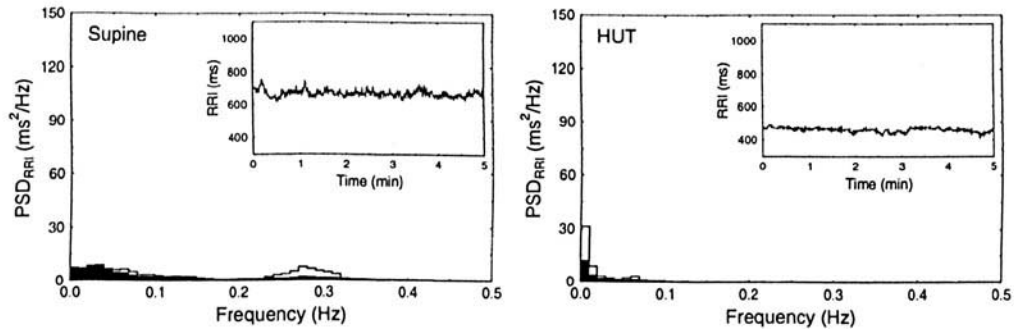 Supine
PSD_RRI (ms²/Hz)
150
120
90
60
30
0
0.0 0.1 0.2 0.3 0.4 0.5
Frequency (Hz)
RRI (ms)
1000
800
600
400
0 1 2 3 4 5
Time (min)
HUT
PSD_RRI (ms²/Hz)
150
120
90
60
30
0
0.0 0.1 0.2 0.3 0.4 0.5
Frequency (Hz)
RRI (ms)
1000
800
600
400
0 1 2 3 4 5
Time (min)